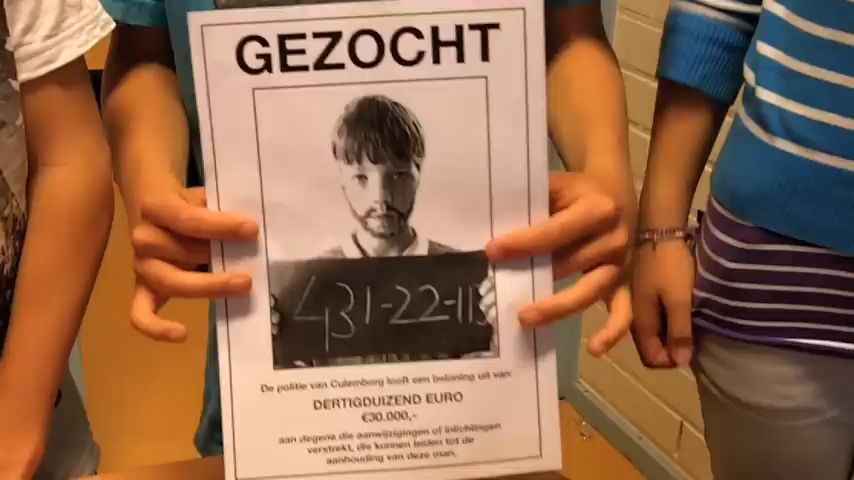 GEZOCHT
431-22-113
De politie van Culemborg looft een beloning uit van:
DERTIGDUIZEND EURO
€30.000,-
aan degene die aanwijzigingen of inlichtingen
verstrekt, die kunnen leiden tot de
aanhouding van deze man.